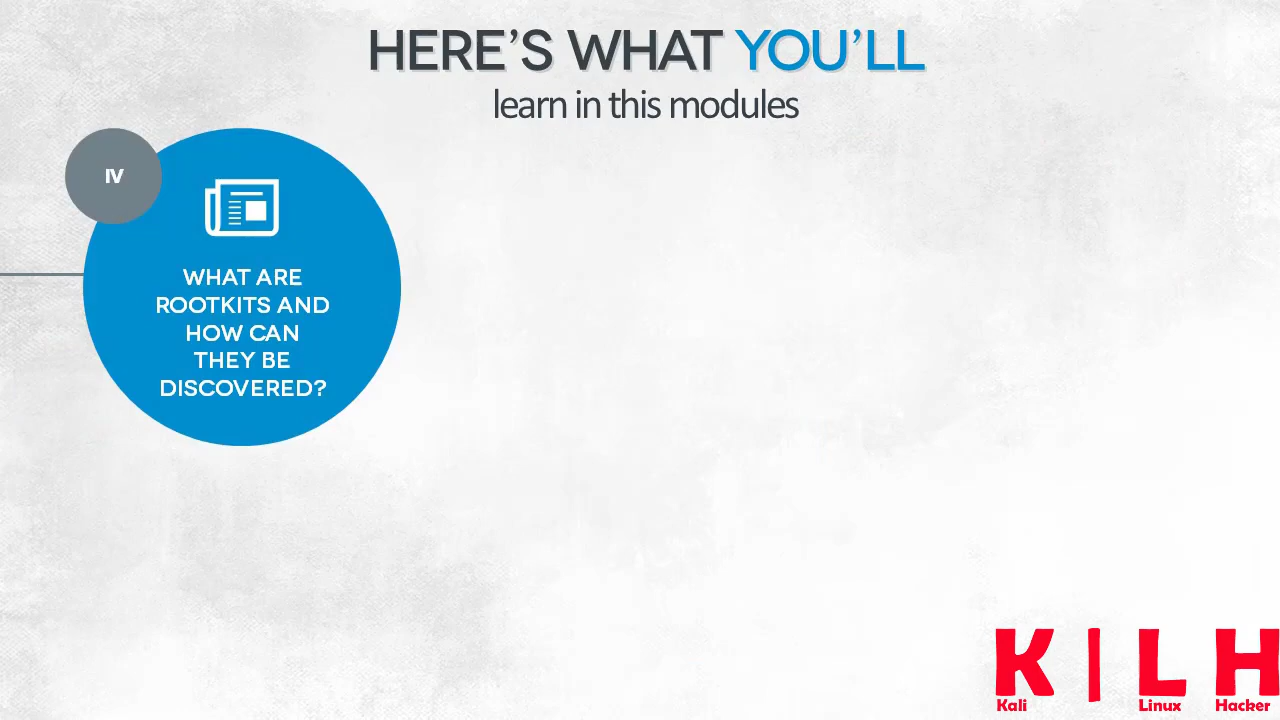 HERE'S WHAT YOU'LL
learn in this modules
IV
WHAT ARE
ROOTKITS AND
HOW CAN
THEY BE
DISCOVERED?
K | L H
Kali Linux Hacker